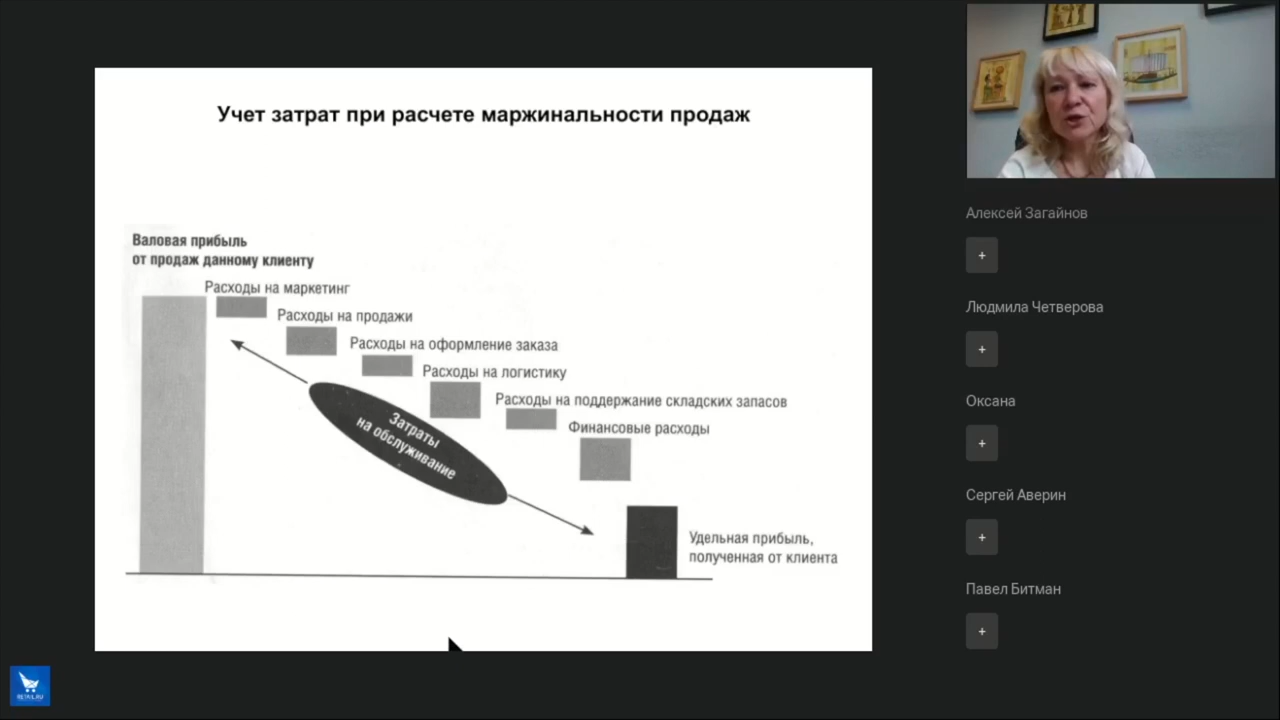 Учет затрат при расчете маржинальности продаж
Валовая прибыль
от продаж данному клиенту
Расходы на маркетинг
Расходы на продажи
Расходы на оформление заказа
Расходы на логистику
Расходы на поддержание складских запасов
Финансовые расходы
Затраты
на обслуживание
Удельная прибыль,
полученная от клиента
Алексей Загайнов
+
Людмила Четверова
+
Оксана
+
Сергей Аверин
+
Павел Битман
+
RETAIL.RU